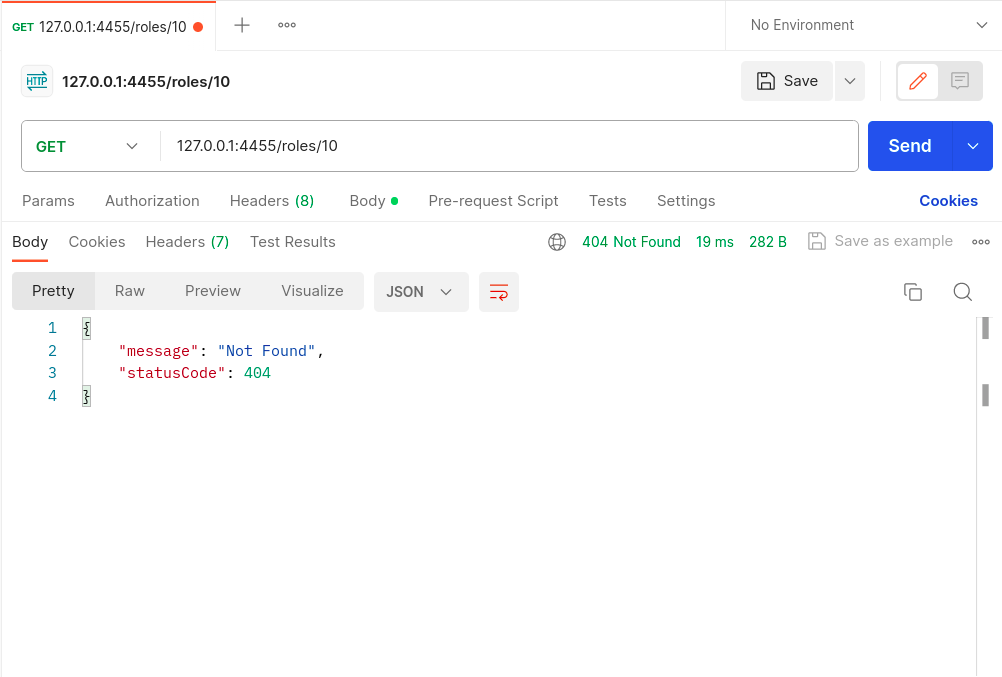 GET 127.0.0.1:4455/roles/10 No Environment
HTTP 127.0.0.1:4455/roles/10 Save
GET 127.0.0.1:4455/roles/10 Send
Params Authorization Headers (8) Body Pre-request Script Tests Settings Cookies
Body Cookies Headers (7) Test Results 404 Not Found 19 ms 282 B Save as example
Pretty Raw Preview Visualize JSON
1 {
2 "message": "Not Found",
3 "statusCode": 404
4 }